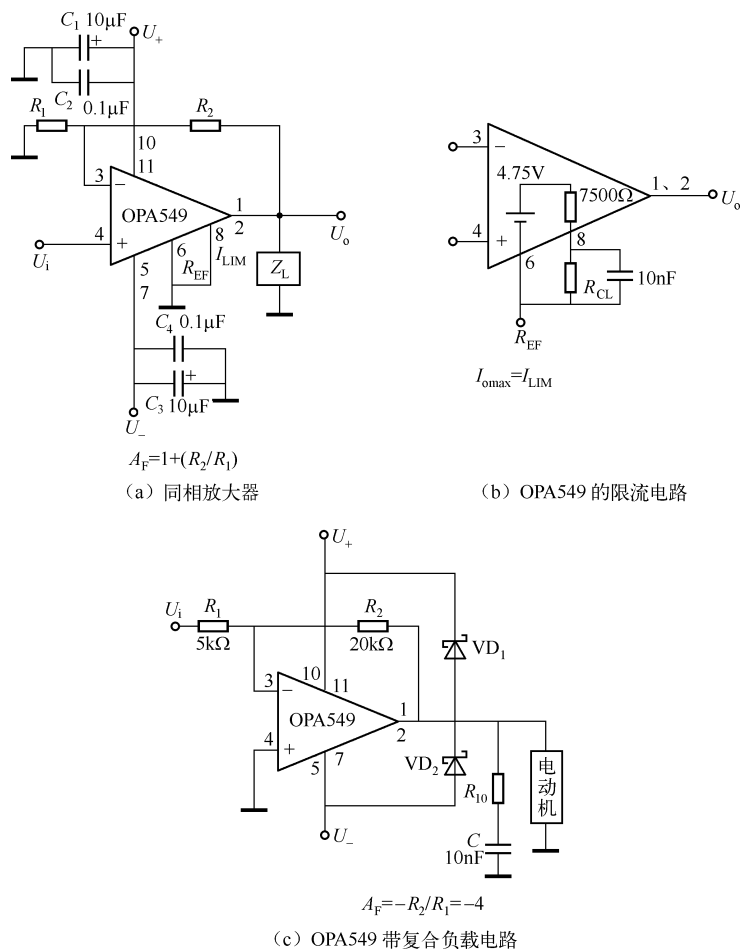 C1 10μF
+
U+
C2 0.1μF
R1
R2
10
11
3
−
OPA549
1
2
Uo
4
+
Ui
6
8
REF
ILIM
ZL
5
7
C4 0.1μF
+
C3 10μF
U−
AF=1+(R2/R1)
(a)同相放大器
3
−
4.75V
7500Ω
1、2
Uo
4
+
8
6
RCL
10nF
REF
Iomax=ILIM
(b)OPA549 的限流电路
U+
Ui
R1
5kΩ
R2
20kΩ
VD1
3
−
10
11
OPA549
1
2
4
+
5
7
VD2
R10
电动机
U−
C
10nF
AF=−R2/R1=−4
(c)OPA549 带复合负载电路